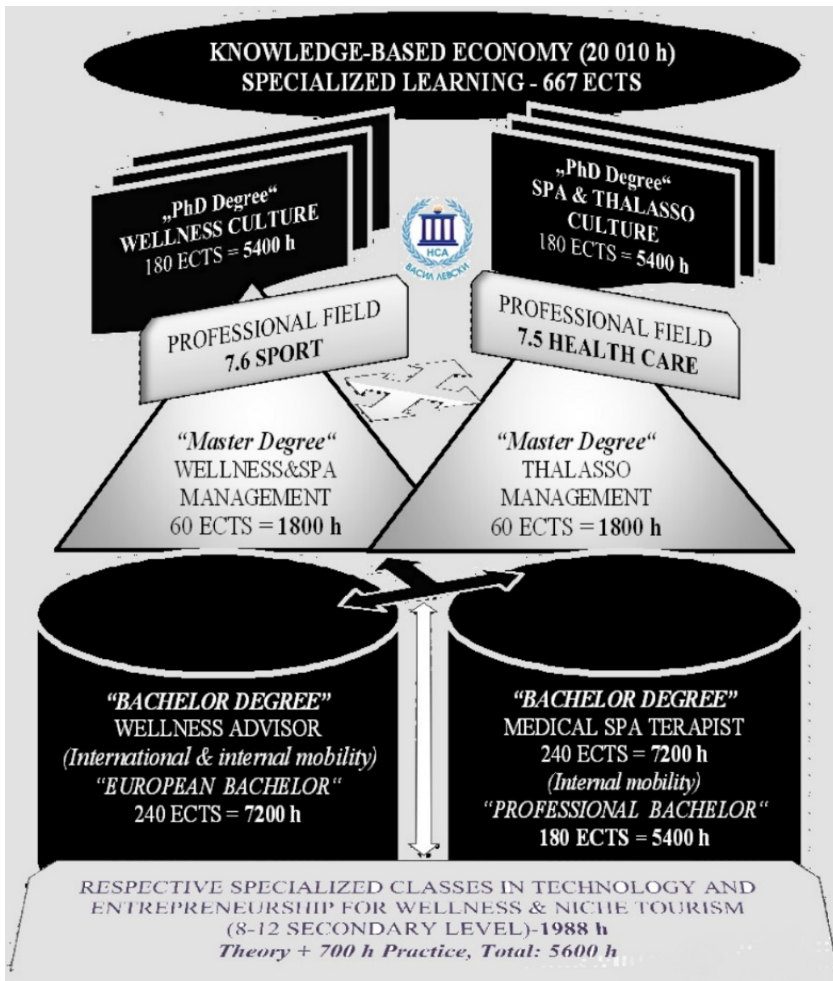 KNOWLEDGE-BASED ECONOMY (20 010 h)
SPECIALIZED LEARNING - 667 ECTS
„PhD Degree“
WELLNESS CULTURE
180 ECTS = 5400 h
„PhD Degree“
SPA & THALASSO
CULTURE
180 ECTS = 5400 h
НСА
ВАСИЛ ЛЕВСКИ
PROFESSIONAL FIELD
7.6 SPORT
PROFESSIONAL FIELD
7.5 HEALTH CARE
“Master Degree“
WELLNESS&SPA
MANAGEMENT
60 ECTS = 1800 h
“Master Degree“
THALASSO
MANAGEMENT
60 ECTS = 1800 h
“BACHELOR DEGREE”
WELLNESS ADVISOR
(International & internal mobility)
“EUROPEAN BACHELOR“
240 ECTS = 7200 h
“BACHELOR DEGREE”
MEDICAL SPA TERAPIST
240 ECTS = 7200 h
(Internal mobility)
“PROFESSIONAL BACHELOR“
180 ECTS = 5400 h
RESPECTIVE SPECIALIZED CLASSES IN TECHNOLOGY AND
ENTREPRENEURSHIP FOR WELLNESS & NICHE TOURISM
(8-12 SECONDARY LEVEL)-1988 h
Theory + 700 h Practice, Total: 5600 h